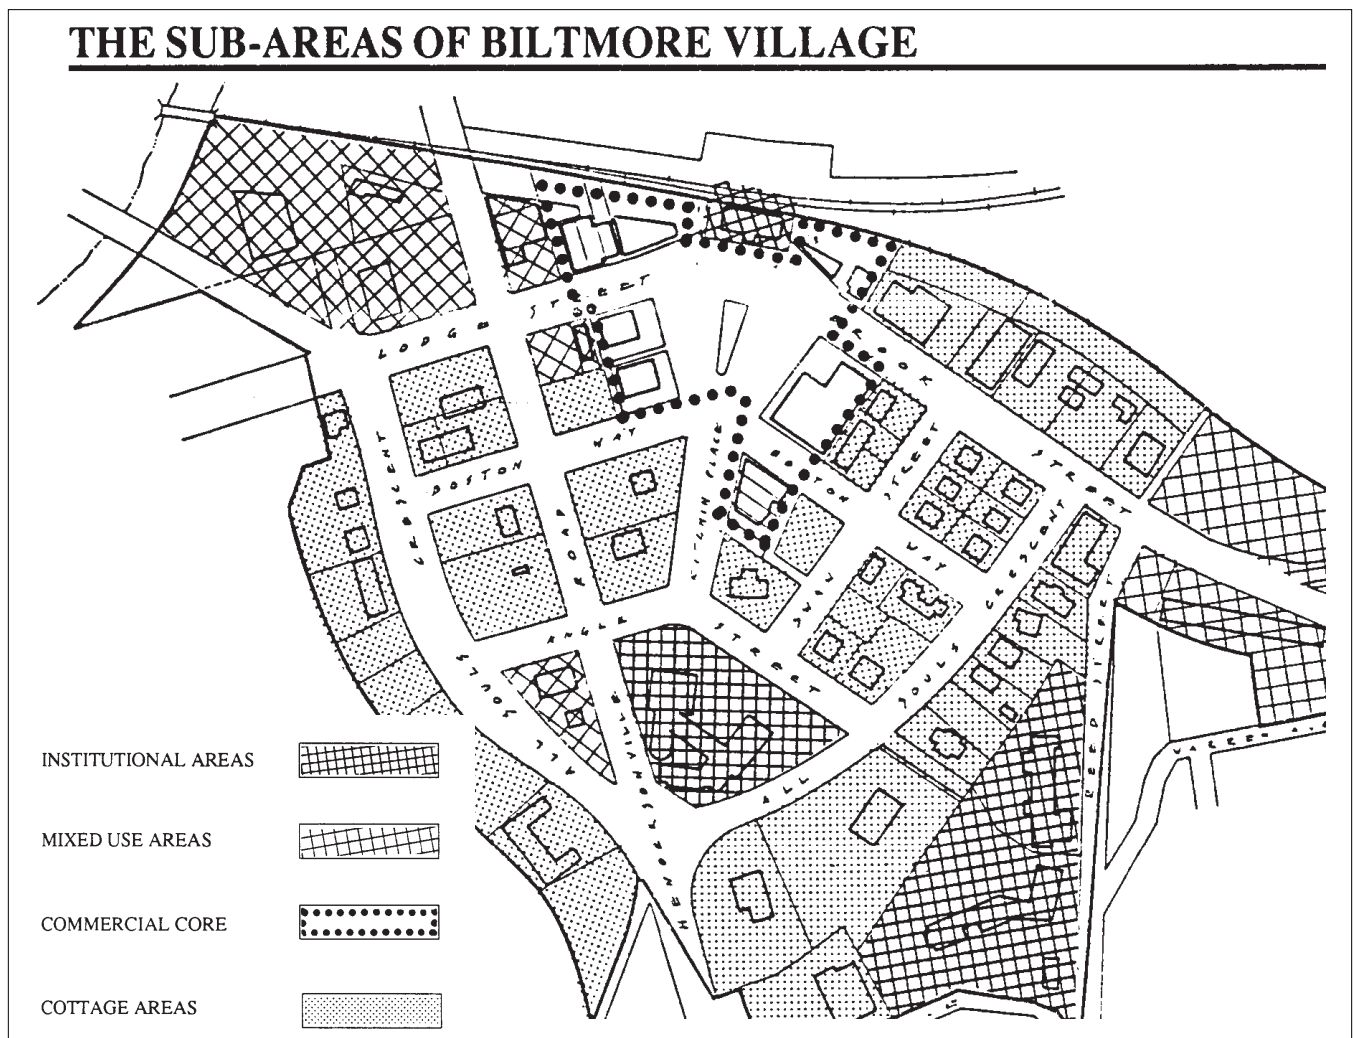 THE SUB-AREAS OF BILTMORE VILLAGE
LODGE STREET
BROOK
STREET
BOSTON
WAY
BOSTON
WAY
STREET
CRESCENT
KITCHIN PLACE
ROAD
SWAN
CRESCENT
ANGLE
STREET
SOULS
SOULS
ALL
ALL
HENDERSONVILLE
REED STREET
WARREN AV.
INSTITUTIONAL AREAS
MIXED USE AREAS
COMMERCIAL CORE
COTTAGE AREAS